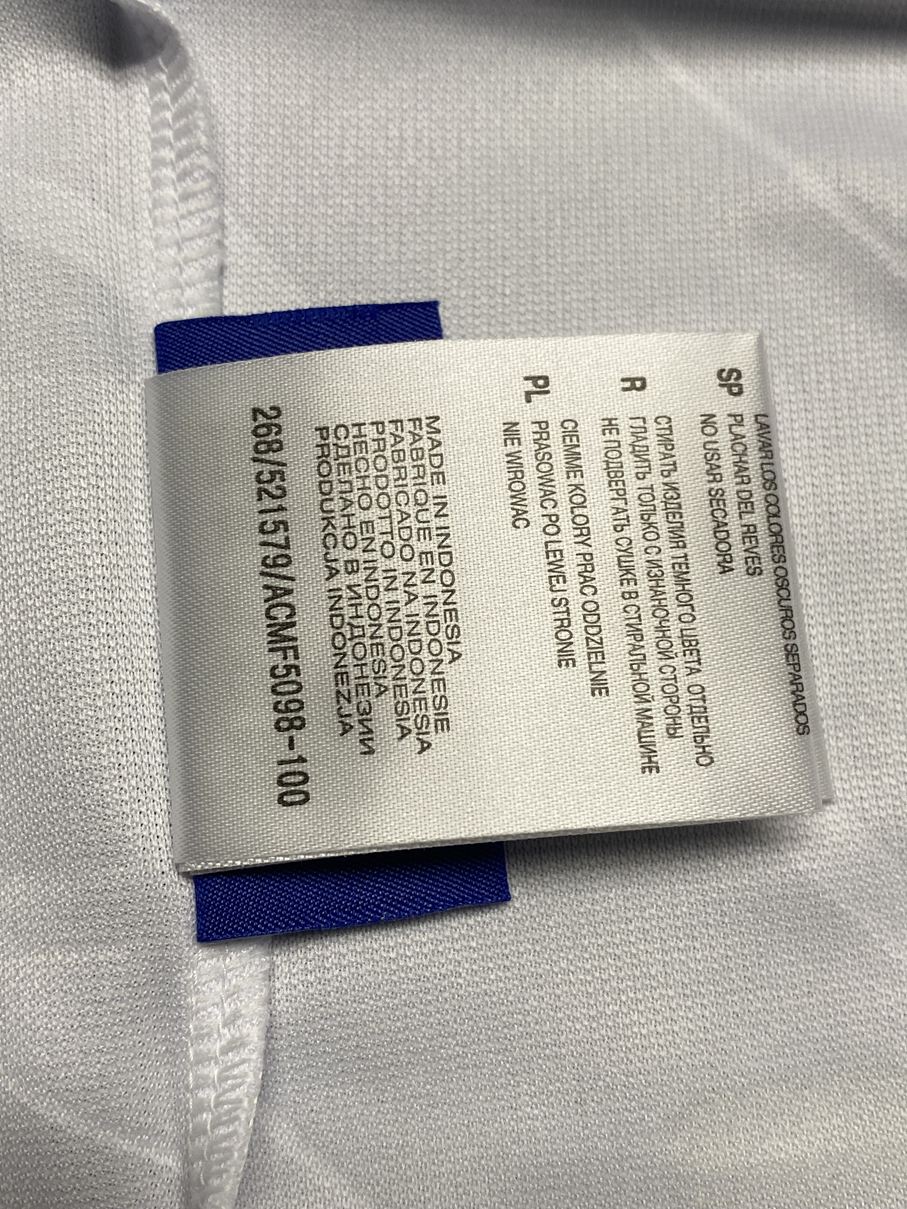 LAVAR LOS COLORES OSCUROS SEPARADOS
SP PLACHAR DEL REVES
NO USAR SECADORA
СТИРАТЬ ИЗДЕЛИЯ ТЕМНОГО ЦВЕТА ОТДЕЛЬНО
R ГЛАДИТЬ ТОЛЬКО С ИЗНАНОЧНОЙ СТОРОНЫ
НЕ ПОДВЕРГАТЬ СУШКЕ В СТИРАЛЬНОЙ МАШИНЕ
CIEMME KOLORY PRAC ODDZIELNIE
PL PRASOWAC PO LEWEJ STRONIE
NIE WIROWAC
MADE IN INDONESIA
FABRIQUE EN INDONESIE
FABRICADO NA INDONESIA
PRODOTTO IN INDONESIA
HECHO EN INDONESIA
СДЕЛАНО В ИНДОНЕЗИИ
PRODUKCJA INDONEZJA
268/521579/ACMF5098-100